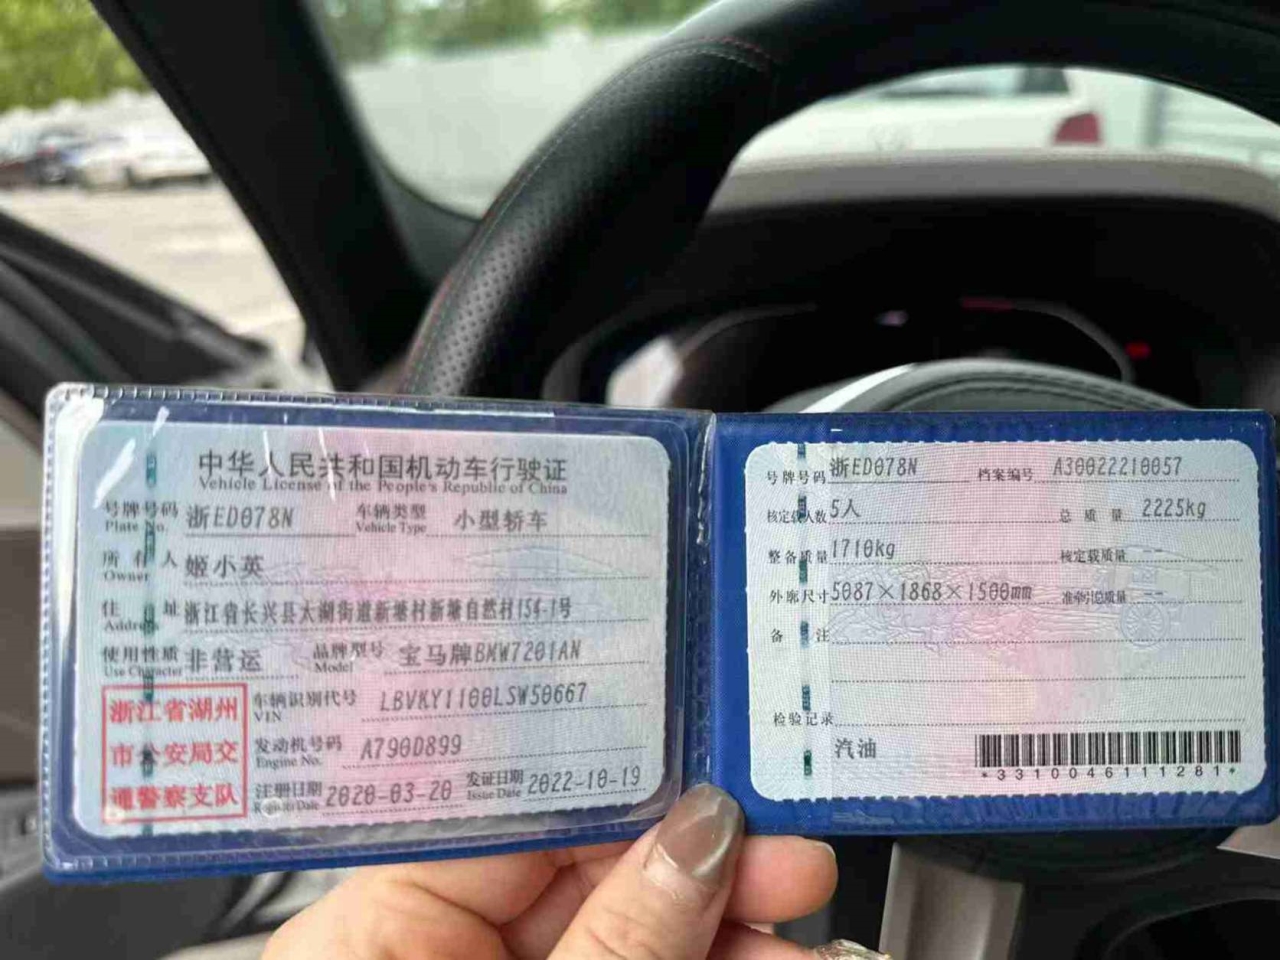 中华人民共和国机动车行驶证
Vehicle License of the People's Republic of China
号牌号码 浙ED078N 车辆类型 小型轿车
Plate No. Vehicle Type
所有人 姬小英
Owner
住址 浙江省长兴县太湖街道新塘村新塘自然村154-1号
Address
使用性质 非营运 品牌型号 宝马牌BMW7201AN
Use Character Model
浙江省湖州
市公安局交
通警察支队
车辆识别代号 LBVKY1100LSW50667
VIN
发动机号码 A790D899
Engine No.
注册日期 2020-03-20 发证日期 2022-10-19
Register Date Issue Date
号牌号码 浙ED078N 档案编号 A30022210057
核定载人数 5人 总质量 2225kg
整备质量 1710kg 核定载质量 --
外廓尺寸 5087×1868×1500mm 准牵引总质量 --
备注
检验记录
汽油
*3310046111281*